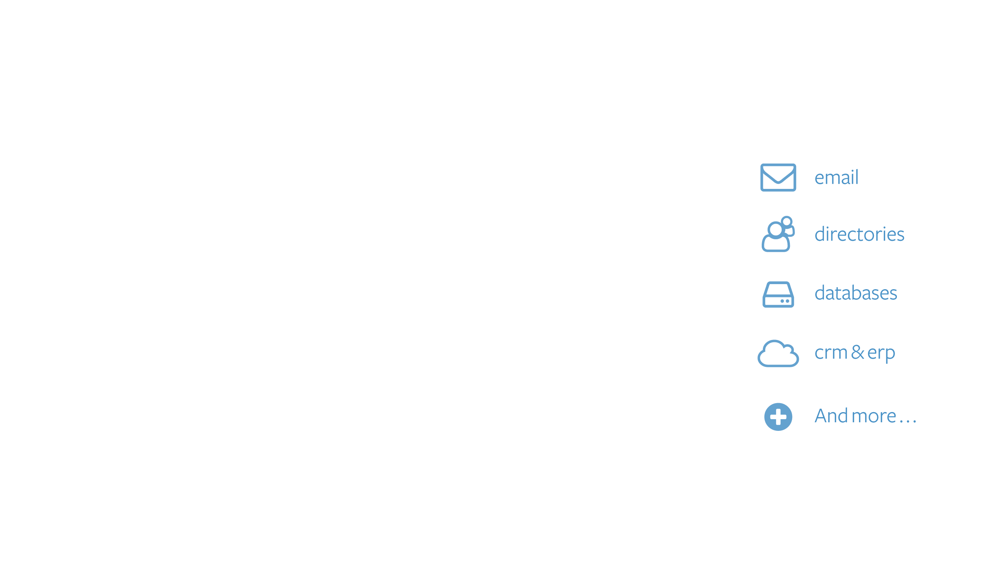 email
directories
databases
crm & erp
And more...